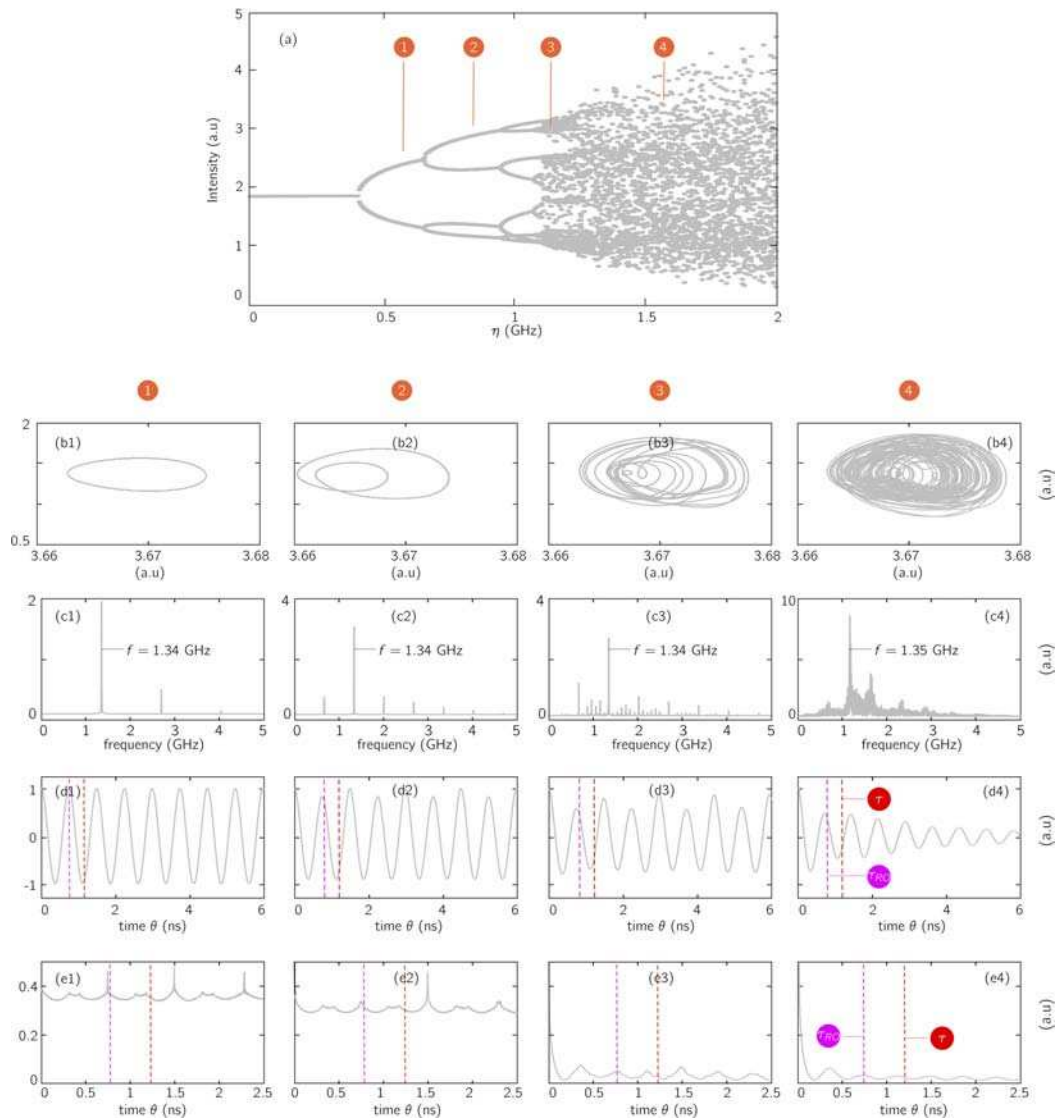 5
(a)
1 2 3 4
4
3
Intensity (a.u)
2
1
0
0 0.5 1 1.5 2
η (GHz)
1 2 3 4
2
(b1) (b2) (b3) (b4)
(a.u)
0.5
3.66 3.67 3.68 3.66 3.67 3.68 3.66 3.67 3.68 3.66 3.67 3.68
(a.u) (a.u) (a.u) (a.u)
2 (c1) 4 (c2) 4 (c3) 10 (c4)
f = 1.34 GHz f = 1.34 GHz f = 1.34 GHz f = 1.35 GHz
(a.u)
0 0 0 0
0 1 2 3 4 5 0 1 2 3 4 5 0 1 2 3 4 5 0 1 2 3 4 5
frequency (GHz) frequency (GHz) frequency (GHz) frequency (GHz)
1 (d1) (d2) (d3) τ (d4)
0
(a.u)
-1 τRO
0 2 4 6 0 2 4 6 0 2 4 6 0 2 4 6
time θ (ns) time θ (ns) time θ (ns) time θ (ns)
0.4 (e1) (e2) (e3) (e4)
0.2
(a.u)
τRO τ
0
0 0.5 1 1.5 2 2.5 0 0.5 1 1.5 2 2.5 0 0.5 1 1.5 2 2.5 0 0.5 1 1.5 2 2.5
time θ (ns) time θ (ns) time θ (ns) time θ (ns)